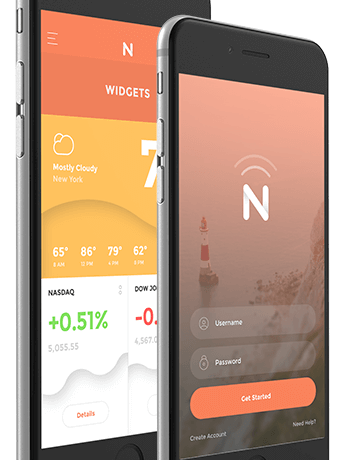 N
WIDGETS
Mostly Cloudy
New York
7
65° 86° 79° 62°
8 AM 12 PM 4 PM 8 PM
NASDAQ
DOW JO
+0.51%
-0.
5,055.55
4,567.0
Details
N
Username
Password
Get Started
Create Account
Need Help?